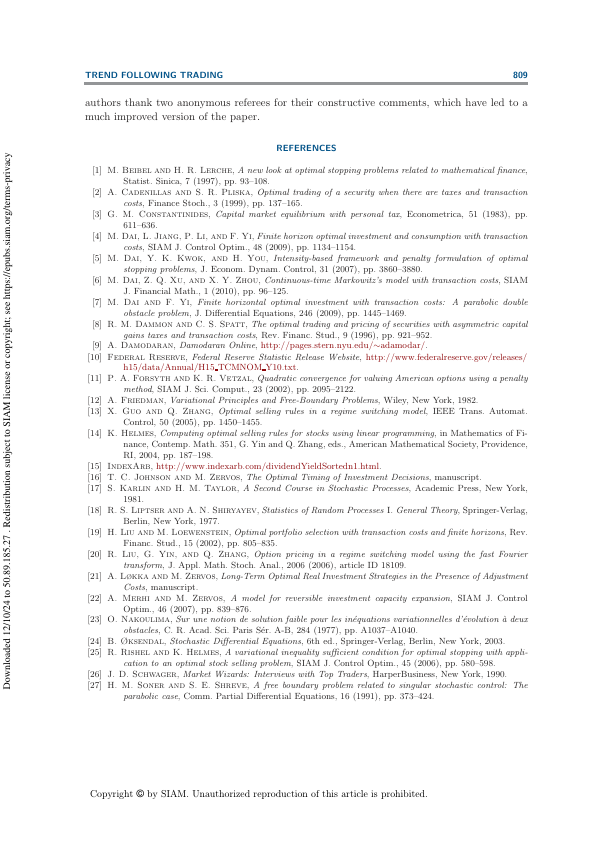 TREND FOLLOWING TRADING 809
authors thank two anonymous referees for their constructive comments, which have led to a
much improved version of the paper.
REFERENCES
[1] M. Beibel and H. R. Lerche, A new look at optimal stopping problems related to mathematical finance,
Statist. Sinica, 7 (1997), pp. 93–108.
[2] A. Cadenillas and S. R. Pliska, Optimal trading of a security when there are taxes and transaction
costs, Finance Stoch., 3 (1999), pp. 137–165.
[3] G. M. Constantinides, Capital market equilibrium with personal tax, Econometrica, 51 (1983), pp.
611–636.
[4] M. Dai, L. Jiang, P. Li, and F. Yi, Finite horizon optimal investment and consumption with transaction
costs, SIAM J. Control Optim., 48 (2009), pp. 1134–1154.
[5] M. Dai, Y. K. Kwok, and H. You, Intensity-based framework and penalty formulation of optimal
stopping problems, J. Econom. Dynam. Control, 31 (2007), pp. 3860–3880.
[6] M. Dai, Z. Q. Xu, and X. Y. Zhou, Continuous-time Markowitz's model with transaction costs, SIAM
J. Financial Math., 1 (2010), pp. 96–125.
[7] M. Dai and F. Yi, Finite horizontal optimal investment with transaction costs: A parabolic double
obstacle problem, J. Differential Equations, 246 (2009), pp. 1445–1469.
[8] R. M. Dammon and C. S. Spatt, The optimal trading and pricing of securities with asymmetric capital
gains taxes and transaction costs, Rev. Financ. Stud., 9 (1996), pp. 921–952.
[9] A. Damodaran, Damodaran Online, http://pages.stern.nyu.edu/∼adamodar/.
[10] Federal Reserve, Federal Reserve Statistic Release Website, http://www.federalreserve.gov/releases/
h15/data/Annual/H15_TCMNOM_Y10.txt.
[11] P. A. Forsyth and K. R. Vetzal, Quadratic convergence for valuing American options using a penalty
method, SIAM J. Sci. Comput., 23 (2002), pp. 2095–2122.
[12] A. Friedman, Variational Principles and Free-Boundary Problems, Wiley, New York, 1982.
[13] X. Guo and Q. Zhang, Optimal selling rules in a regime switching model, IEEE Trans. Automat.
Control, 50 (2005), pp. 1450–1455.
[14] K. Helmes, Computing optimal selling rules for stocks using linear programming, in Mathematics of Fi-
nance, Contemp. Math. 351, G. Yin and Q. Zhang, eds., American Mathematical Society, Providence,
RI, 2004, pp. 187–198.
[15] IndexArb, http://www.indexarb.com/dividendYieldSortedn1.html.
[16] T. C. Johnson and M. Zervos, The Optimal Timing of Investment Decisions, manuscript.
[17] S. Karlin and H. M. Taylor, A Second Course in Stochastic Processes, Academic Press, New York,
1981.
[18] R. S. Liptser and A. N. Shiryayev, Statistics of Random Processes I. General Theory, Springer-Verlag,
Berlin, New York, 1977.
[19] H. Liu and M. Loewenstein, Optimal portfolio selection with transaction costs and finite horizons, Rev.
Financ. Stud., 15 (2002), pp. 805–835.
[20] R. Liu, G. Yin, and Q. Zhang, Option pricing in a regime switching model using the fast Fourier
transform, J. Appl. Math. Stoch. Anal., 2006 (2006), article ID 18109.
[21] A. Løkka and M. Zervos, Long-Term Optimal Real Investment Strategies in the Presence of Adjustment
Costs, manuscript.
[22] A. Merhi and M. Zervos, A model for reversible investment capacity expansion, SIAM J. Control
Optim., 46 (2007), pp. 839–876.
[23] O. Nakoulima, Sur une notion de solution faible pour les inéquations variationnelles d'évolution à deux
obstacles, C. R. Acad. Sci. Paris Sér. A-B, 284 (1977), pp. A1037–A1040.
[24] B. Øksendal, Stochastic Differential Equations, 6th ed., Springer-Verlag, Berlin, New York, 2003.
[25] R. Rishel and K. Helmes, A variational inequality sufficient condition for optimal stopping with appli-
cation to an optimal stock selling problem, SIAM J. Control Optim., 45 (2006), pp. 580–598.
[26] J. D. Schwager, Market Wizards: Interviews with Top Traders, HarperBusiness, New York, 1990.
[27] H. M. Soner and S. E. Shreve, A free boundary problem related to singular stochastic control: The
parabolic case, Comm. Partial Differential Equations, 16 (1991), pp. 373–424.
Copyright © by SIAM. Unauthorized reproduction of this article is prohibited.
Downloaded 12/10/24 to 50.89.185.27 . Redistribution subject to SIAM license or copyright; see https://epubs.siam.org/terms-privacy